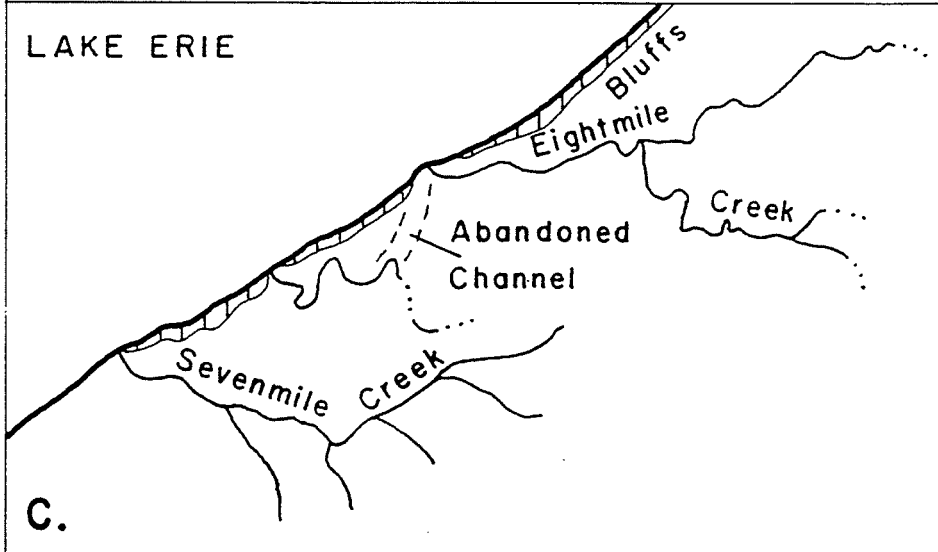 LAKE ERIE
Bluffs
Eightmile
Creek
Abandoned
Channel
Sevenmile Creek
C.